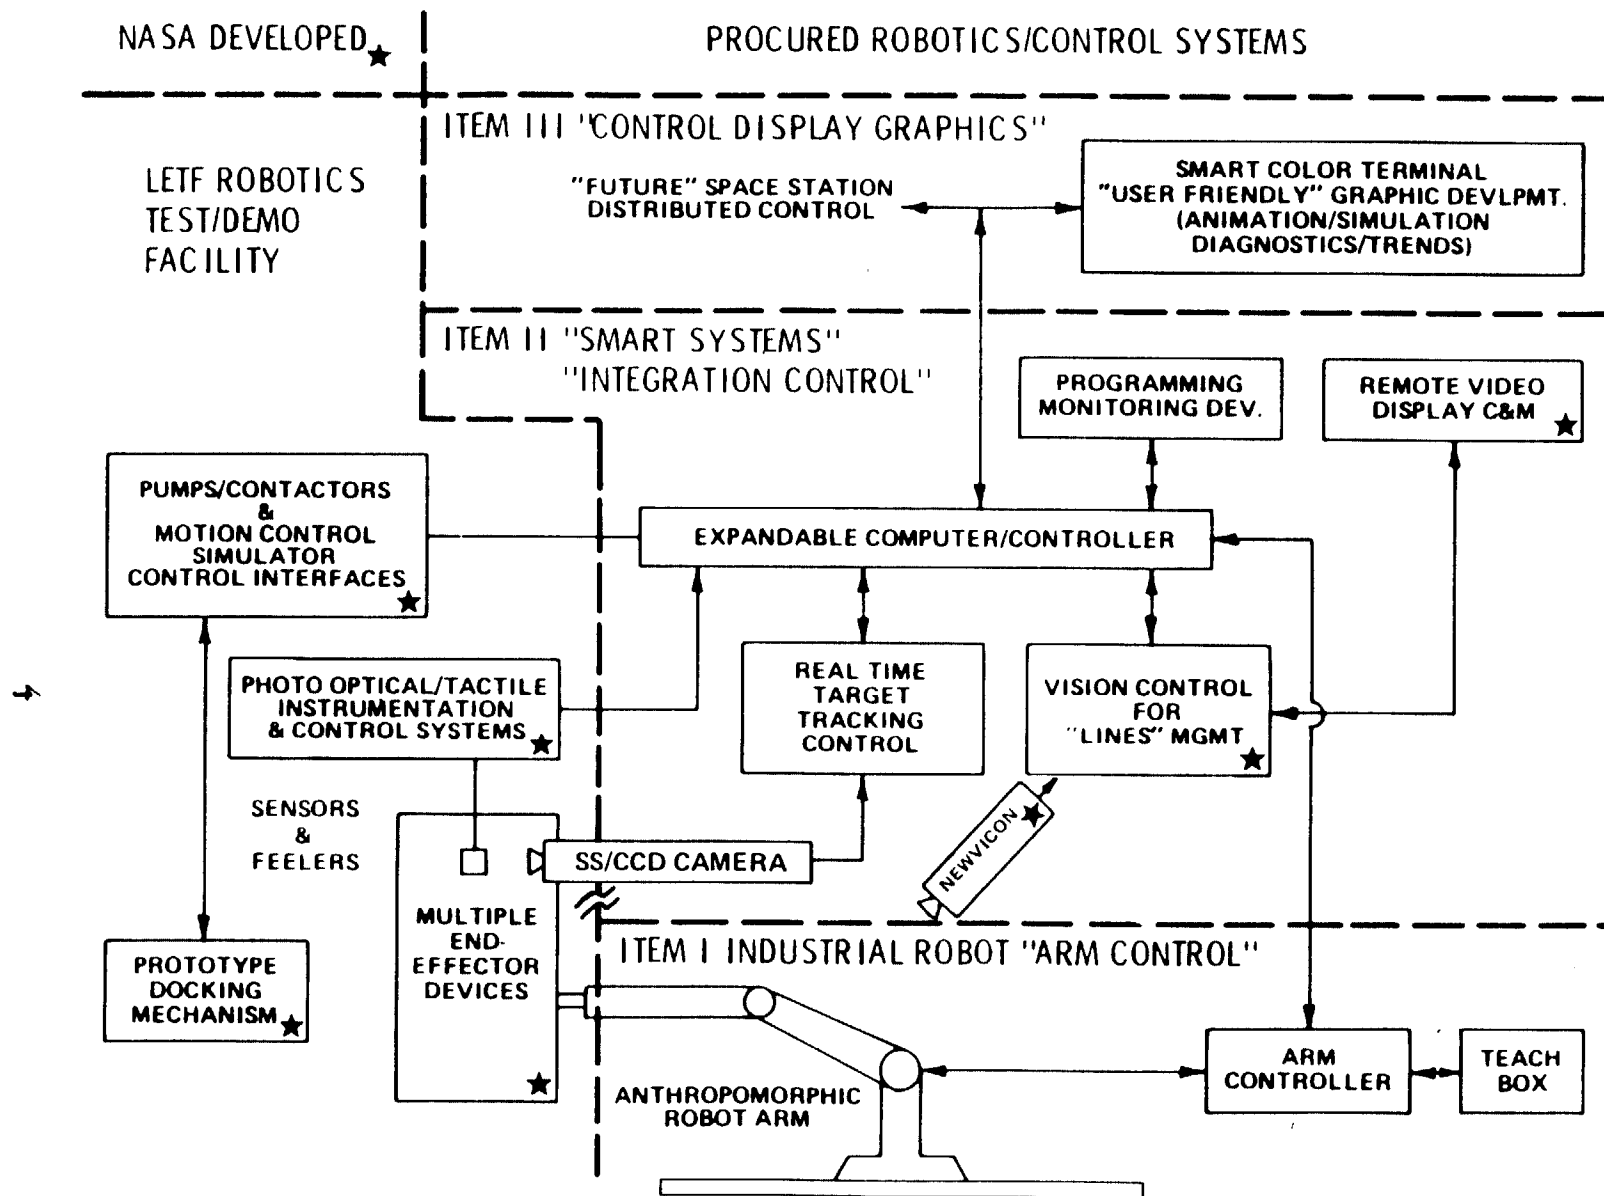 NASA DEVELOPED★
PROCURED ROBOTICS/CONTROL SYSTEMS
LETF ROBOTICS
TEST/DEMO
FACILITY
ITEM III "CONTROL DISPLAY GRAPHICS"
"FUTURE" SPACE STATION
DISTRIBUTED CONTROL
SMART COLOR TERMINAL
"USER FRIENDLY" GRAPHIC DEVLPMT.
(ANIMATION/SIMULATION
DIAGNOSTICS/TRENDS)
ITEM II "SMART SYSTEMS"
"INTEGRATION CONTROL"
PROGRAMMING
MONITORING DEV.
REMOTE VIDEO
DISPLAY C&M
★
PUMPS/CONTACTORS
&
MOTION CONTROL
SIMULATOR
CONTROL INTERFACES
★
EXPANDABLE COMPUTER/CONTROLLER
PHOTO OPTICAL/TACTILE
INSTRUMENTATION
& CONTROL SYSTEMS
★
REAL TIME
TARGET
TRACKING
CONTROL
VISION CONTROL
FOR
"LINES" MGMT
★
4
SENSORS
&
FEELERS
SS/CCD CAMERA
NEWVICON ★
MULTIPLE
END-
EFFECTOR
DEVICES
★
PROTOTYPE
DOCKING
MECHANISM
★
ITEM I INDUSTRIAL ROBOT "ARM CONTROL"
ANTHROPOMORPHIC
ROBOT ARM
ARM
CONTROLLER
TEACH
BOX